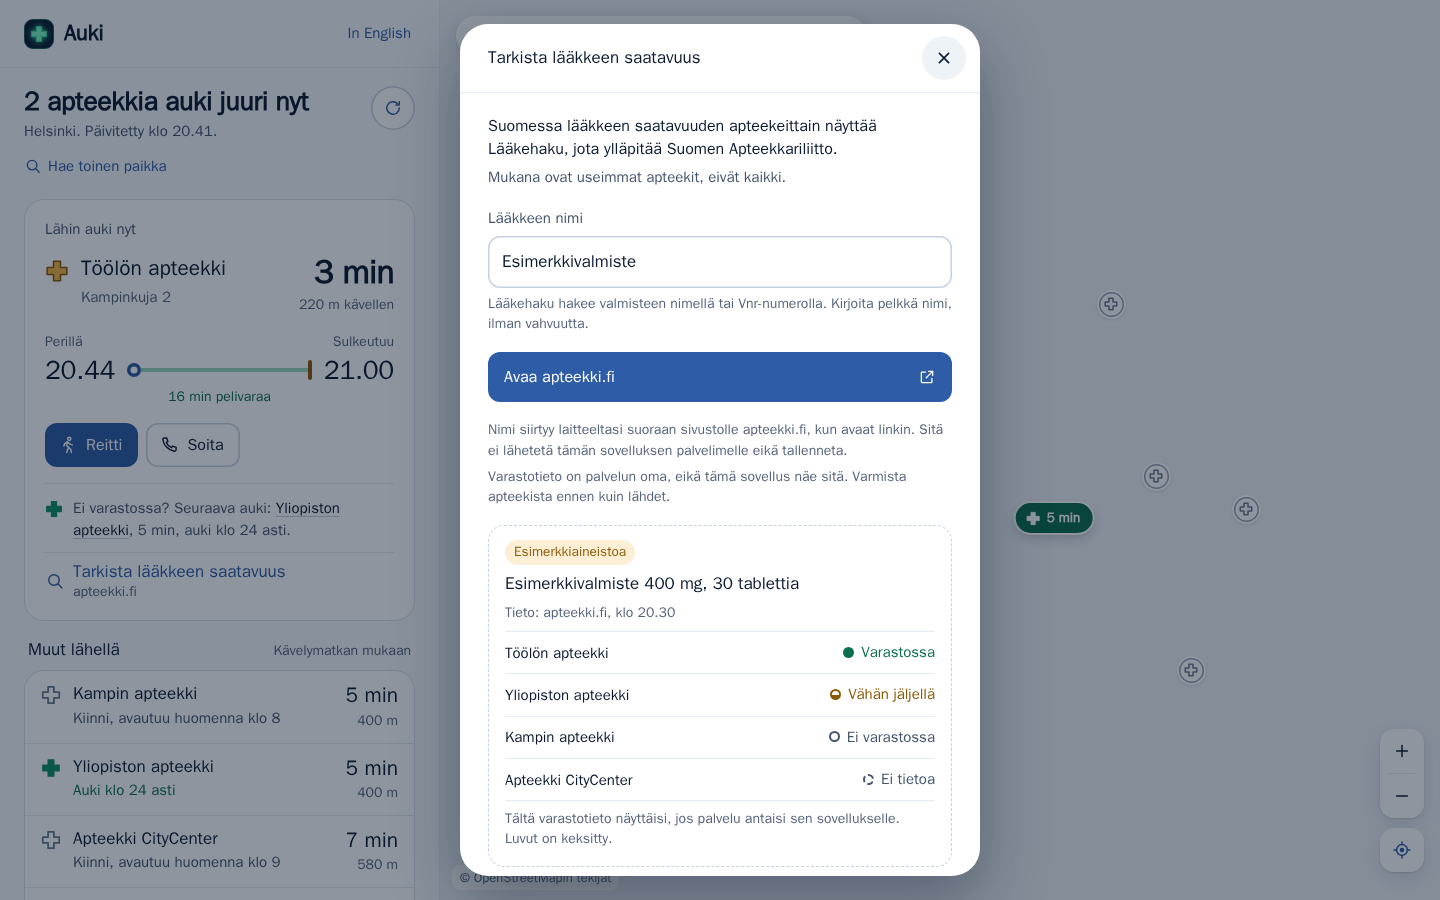 Auki
In English
2 apteekkia auki juuri nyt
Helsinki. Päivitetty klo 20.41.
Hae toinen paikka
Lähin auki nyt
Töölön apteekki
3 min
Kampinkuja 2
220 m kävellen
Perillä
Sulkeutuu
20.44
21.00
16 min pelivaraa
Reitti
Soita
Ei varastossa? Seuraava auki: Yliopiston
apteekki, 5 min, auki klo 24 asti.
Tarkista lääkkeen saatavuus
apteekki.fi
Muut lähellä
Kävelymatkan mukaan
Kampin apteekki
5 min
Kiinni, avautuu huomenna klo 8
400 m
Yliopiston apteekki
5 min
Auki klo 24 asti
400 m
Apteekki CityCenter
7 min
Kiinni, avautuu huomenna klo 9
580 m
Tarkista lääkkeen saatavuus
Suomessa lääkkeen saatavuuden apteekeittain näyttää
Lääkehaku, jota ylläpitää Suomen Apteekkariliitto.
Mukana ovat useimmat apteekit, eivät kaikki.
Lääkkeen nimi
Esimerkkivalmiste
Lääkehaku hakee valmisteen nimellä tai Vnr-numerolla. Kirjoita pelkkä nimi,
ilman vahvuutta.
Avaa apteekki.fi
Nimi siirtyy laitteeltasi suoraan sivustolle apteekki.fi, kun avaat linkin. Sitä
ei lähetetä tämän sovelluksen palvelimelle eikä tallenneta.
Varastotieto on palvelun oma, eikä tämä sovellus näe sitä. Varmista
apteekista ennen kuin lähdet.
Esimerkkiaineistoa
Esimerkkivalmiste 400 mg, 30 tablettia
Tieto: apteekki.fi, klo 20.30
Töölön apteekki
Varastossa
Yliopiston apteekki
Vähän jäljellä
Kampin apteekki
Ei varastossa
Apteekki CityCenter
Ei tietoa
Tältä varastotieto näyttäisi, jos palvelu antaisi sen sovellukselle.
Luvut on keksitty.
5 min
© OpenStreetMapin tekijät